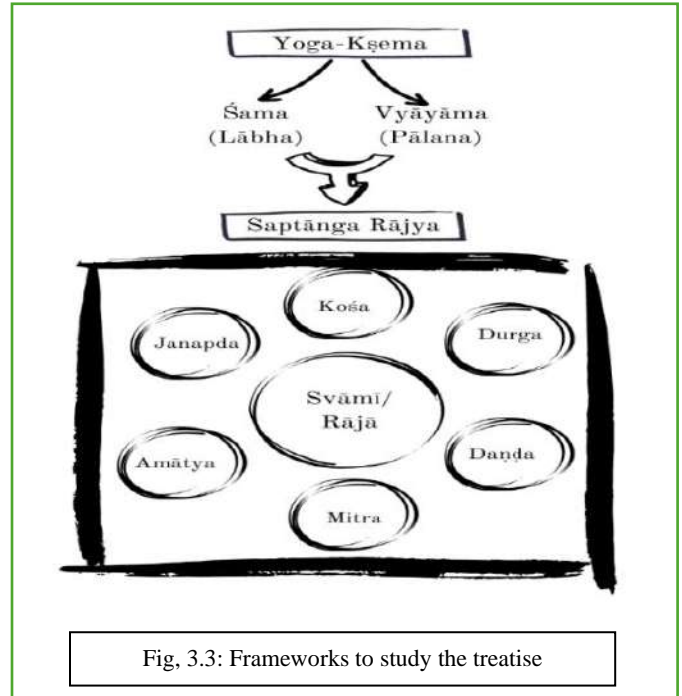 Yoga-Kṣema
Śama
(Lābha)
Vyāyāma
(Pālana)
Saptānga Rājya
Kośa
Janapda
Durga
Svāmī/
Rājā
Amātya
Daṇḍa
Mitra
Fig, 3.3: Frameworks to study the treatise